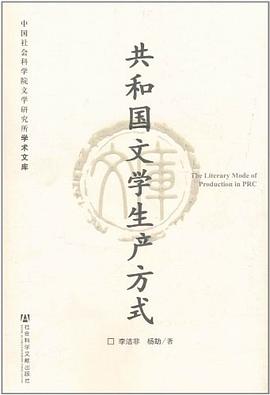 中国社会科学院文学研究所学术文库
共和国文学生产方式
文库
The Literary Mode of
Production in PRC
李洁非 杨劼/著
社会科学文献出版社